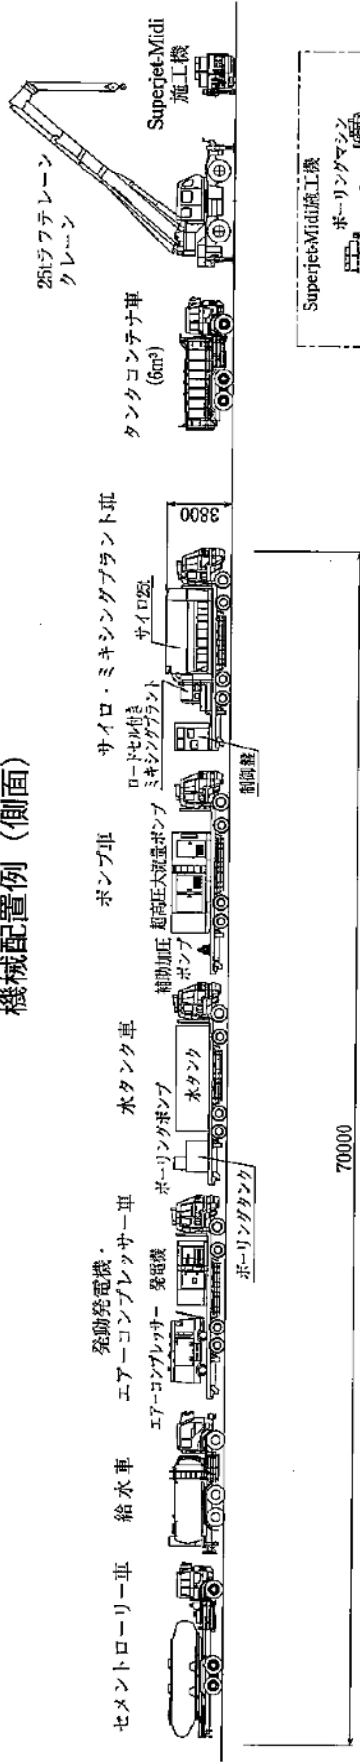 機械配置例（側面）
セメントローリー車
給水車
発動発電機・
エアーコンプレッサー車
エアーコンプレッサー
発電機
水タンク車
ボーリングポンプ
水タンク
ボーリングタンク
ポンプ車
補助加圧
ポンプ
超高圧大流量ポンプ
サイロ・ミキシングプラント車
ロードセル付き
ミキシングプラント
サイロ25t
制御盤
3800
タンクコンテナ車
(6m³)
25tラフテレーン
クレーン
Superjet-Midi
施工機
70000
Superjet-Midi施工機
ボーリングマシン